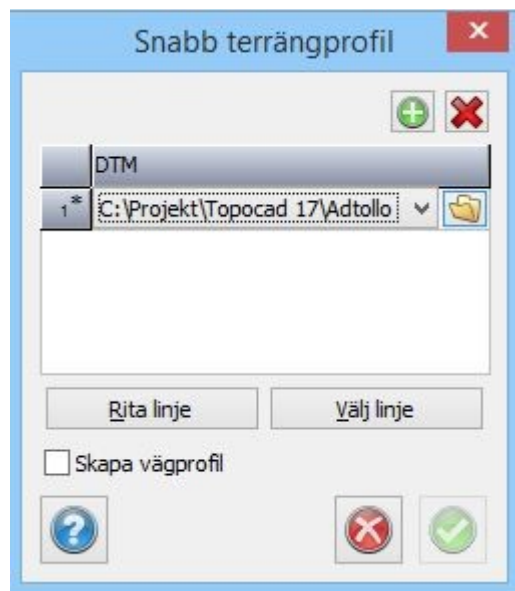 Snabb terrängprofil
DTM
1* C:\Projekt\Topocad 17\Adtollo
Rita linje Välj linje
Skapa vägprofil